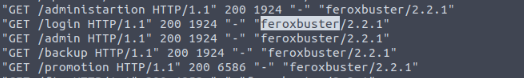 "GET /administartion HTTP/1.1" 200 1924 "-" "feroxbuster/2.2.1"
"GET /login HTTP/1.1" 200 1924 "-" "feroxbuster/2.2.1"
"GET /admin HTTP/1.1" 200 1924 "-" "feroxbuster/2.2.1"
"GET /backup HTTP/1.1" 200 1924 "-" "feroxbuster/2.2.1"
"GET /promotion HTTP/1.1" 200 6586 "-" "feroxbuster/2.2.1"